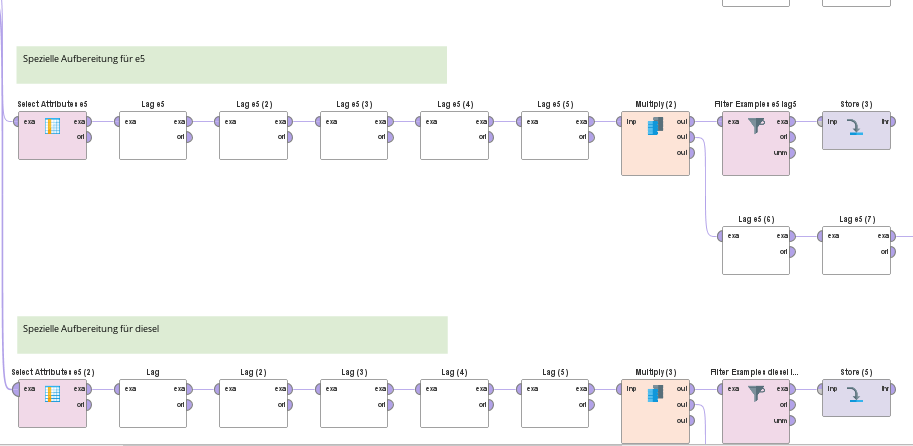 Spezielle Aufbereitung für e5
Select Attributes e5
Lag e5
Lag e5 (2)
Lag e5 (3)
Lag e5 (4)
Lag e5 (5)
Multiply (2)
Filter Examples e5 lag5
Store (3)
exa exa ori
exa exa ori
exa exa ori
exa exa ori
exa exa ori
exa exa ori
inp out out out
exa exa ori unm
inp thr
Lag e5 (6)
Lag e5 (7)
exa exa ori
exa exa ori
Spezielle Aufbereitung für diesel
Select Attributes e5 (2)
Lag
Lag (2)
Lag (3)
Lag (4)
Lag (5)
Multiply (3)
Filter Examples diesel l...
Store (5)
exa exa ori
exa exa ori
exa exa ori
exa exa ori
exa exa ori
exa exa ori
inp out out out
exa exa ori unm
inp thr